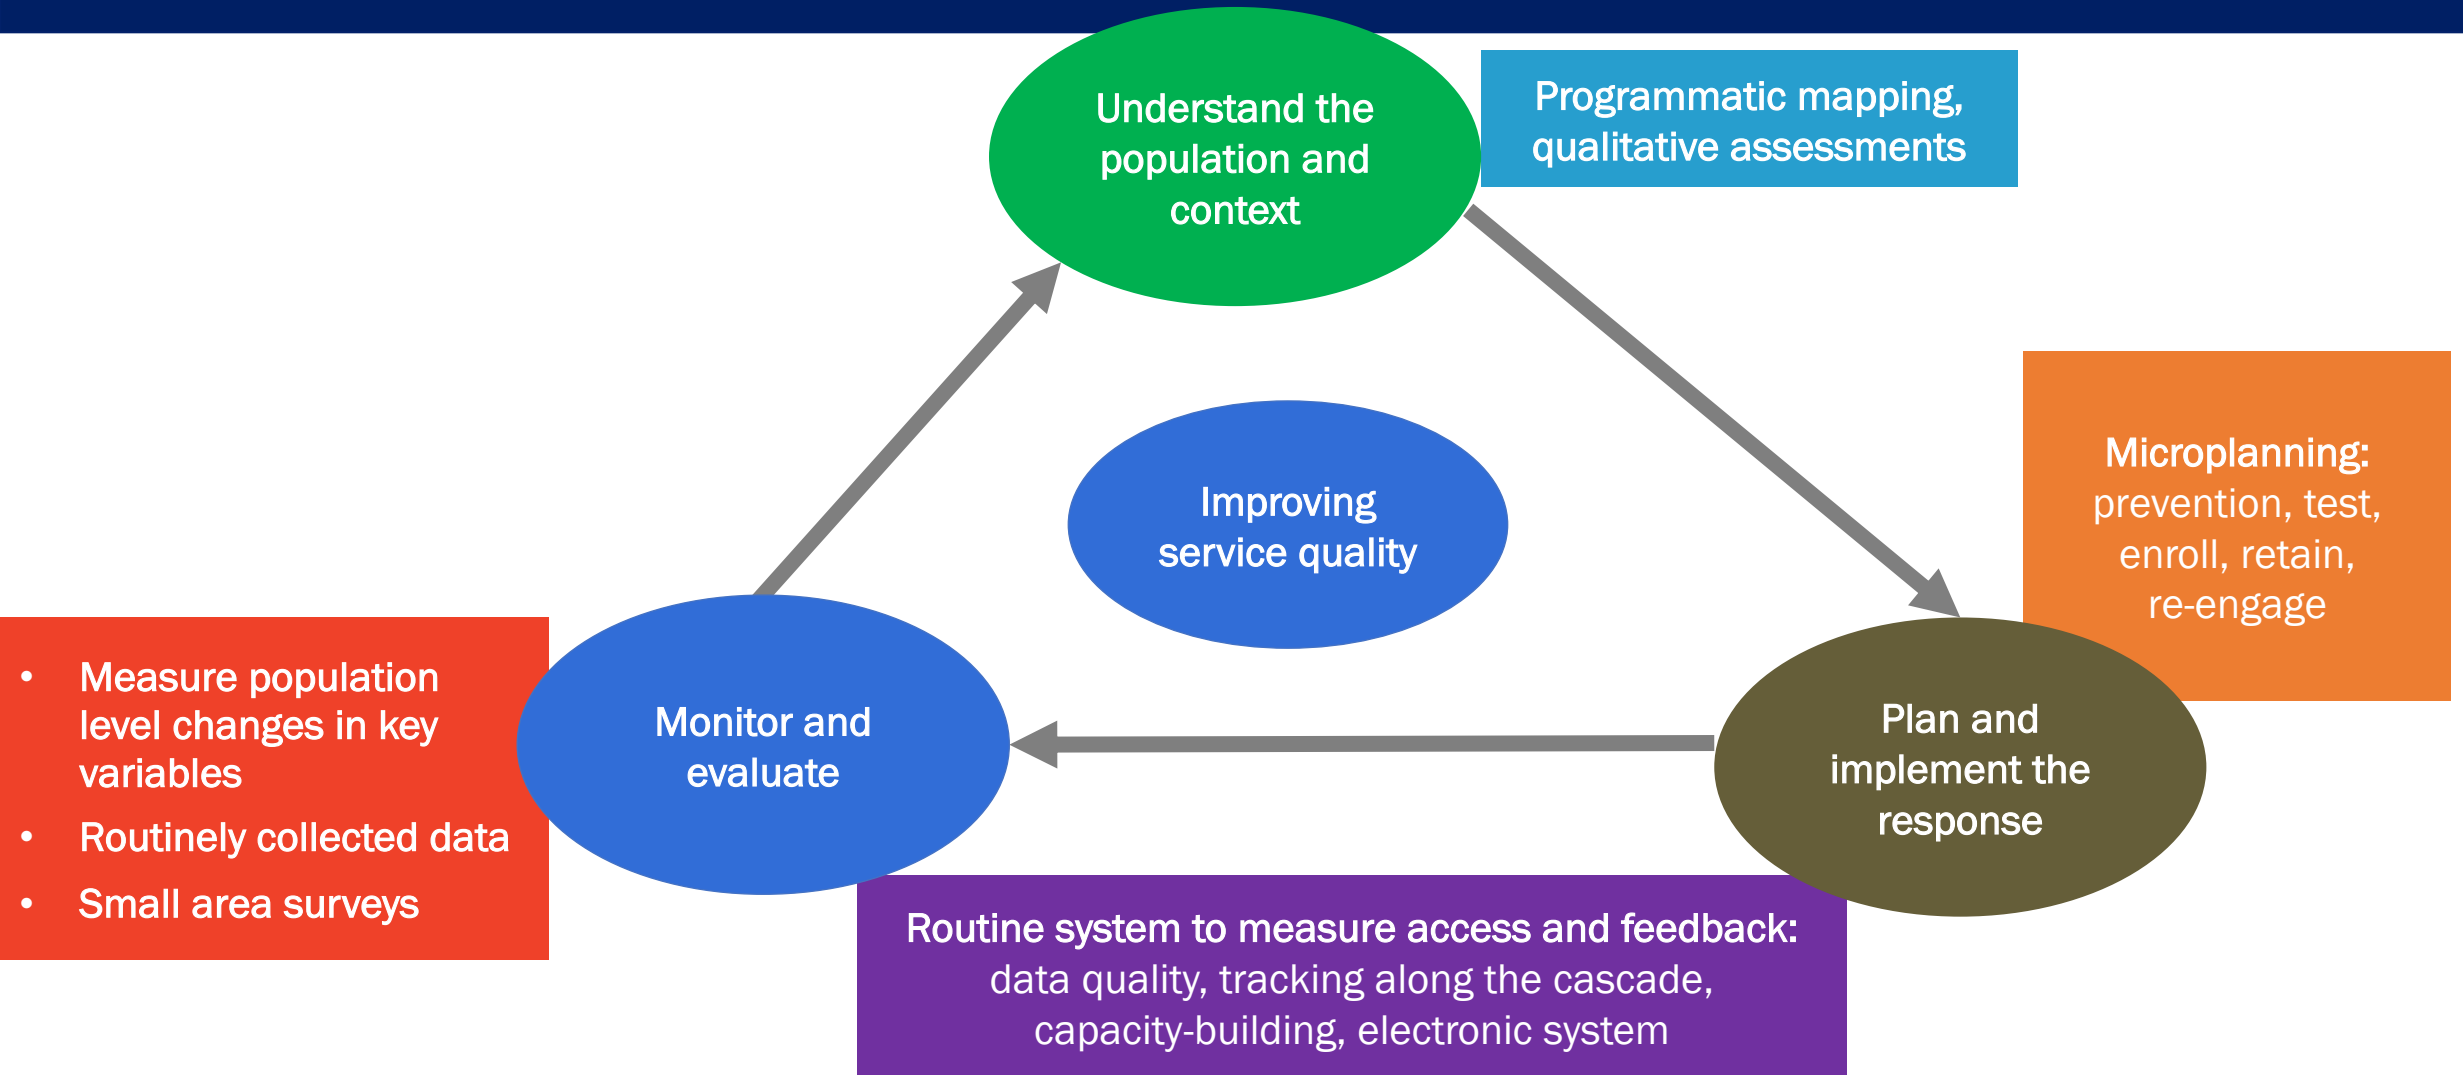 Understand the
population and
context
Programmatic mapping,
qualitative assessments
Microplanning:
prevention, test,
enroll, retain,
re-engage
Improving
service quality
Plan and
implement the
response
Monitor and
evaluate
• Measure population
level changes in key
variables
• Routinely collected data
• Small area surveys
Routine system to measure access and feedback:
data quality, tracking along the cascade,
capacity-building, electronic system